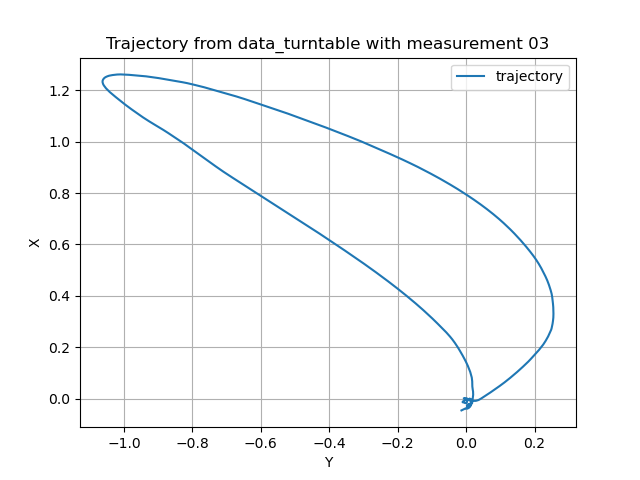 Trajectory from data_turntable with measurement 03
trajectory
1.2
1.0
0.8
0.6
0.4
0.2
0.0
X
−1.0 −0.8 −0.6 −0.4 −0.2 0.0 0.2
Y